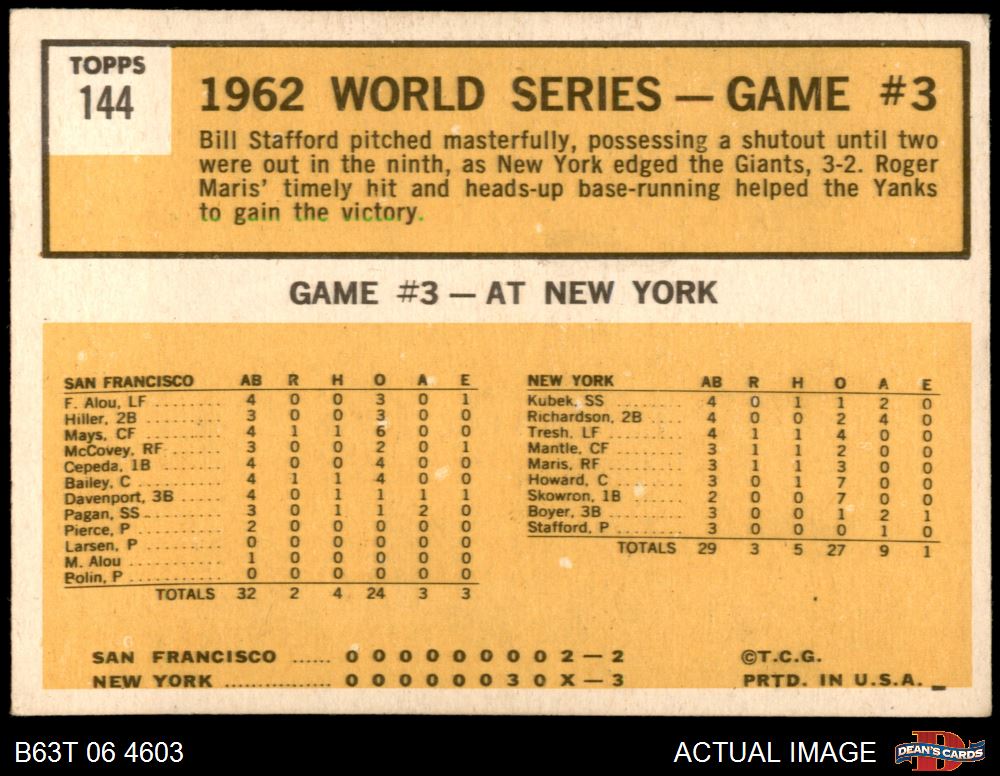 TOPPS
144
1962 WORLD SERIES — GAME #3
Bill Stafford pitched masterfully, possessing a shutout until two
were out in the ninth, as New York edged the Giants, 3-2. Roger
Maris' timely hit and heads-up base-running helped the Yanks
to gain the victory.
GAME #3 — AT NEW YORK
SAN FRANCISCO AB R H O A E
F. Alou, LF ......... 4 0 0 3 0 1
Hiller, 2B ........... 3 0 0 3 0 0
Mays, CF ........... 4 1 1 6 0 0
McCovey, RF ....... 3 0 0 2 0 1
Cepeda, 1B ......... 4 0 0 4 0 0
Bailey, C ............ 4 1 1 4 0 0
Davenport, 3B ...... 4 0 1 1 1 1
Pagan, SS ........... 3 0 1 1 2 0
Pierce, P ............ 2 0 0 0 0 0
Larsen, P ........... 0 0 0 0 0 0
M. Alou ............. 1 0 0 0 0 0
Bolin, P ............. 0 0 0 0 0 0
TOTALS 32 2 4 24 3 3
NEW YORK AB R H O A E
Kubek, SS .......... 4 0 1 1 2 0
Richardson, 2B ..... 4 0 0 2 4 0
Tresh, LF ........... 4 1 1 4 0 0
Mantle, CF .......... 3 1 1 2 0 0
Maris, RF ........... 3 1 1 3 0 0
Howard, C .......... 3 0 1 7 0 0
Skowron, 1B ........ 2 0 0 7 0 0
Boyer, 3B ........... 3 0 0 1 2 1
Stafford, P .......... 3 0 0 0 1 0
TOTALS 29 3 5 27 9 1
SAN FRANCISCO ...... 0 0 0 0 0 0 0 0 2 — 2
NEW YORK ................ 0 0 0 0 0 0 3 0 X — 3
©T.C.G.
PRTD. IN U.S.A.
B63T 06 4603
ACTUAL IMAGE
DEAN'S CARDS